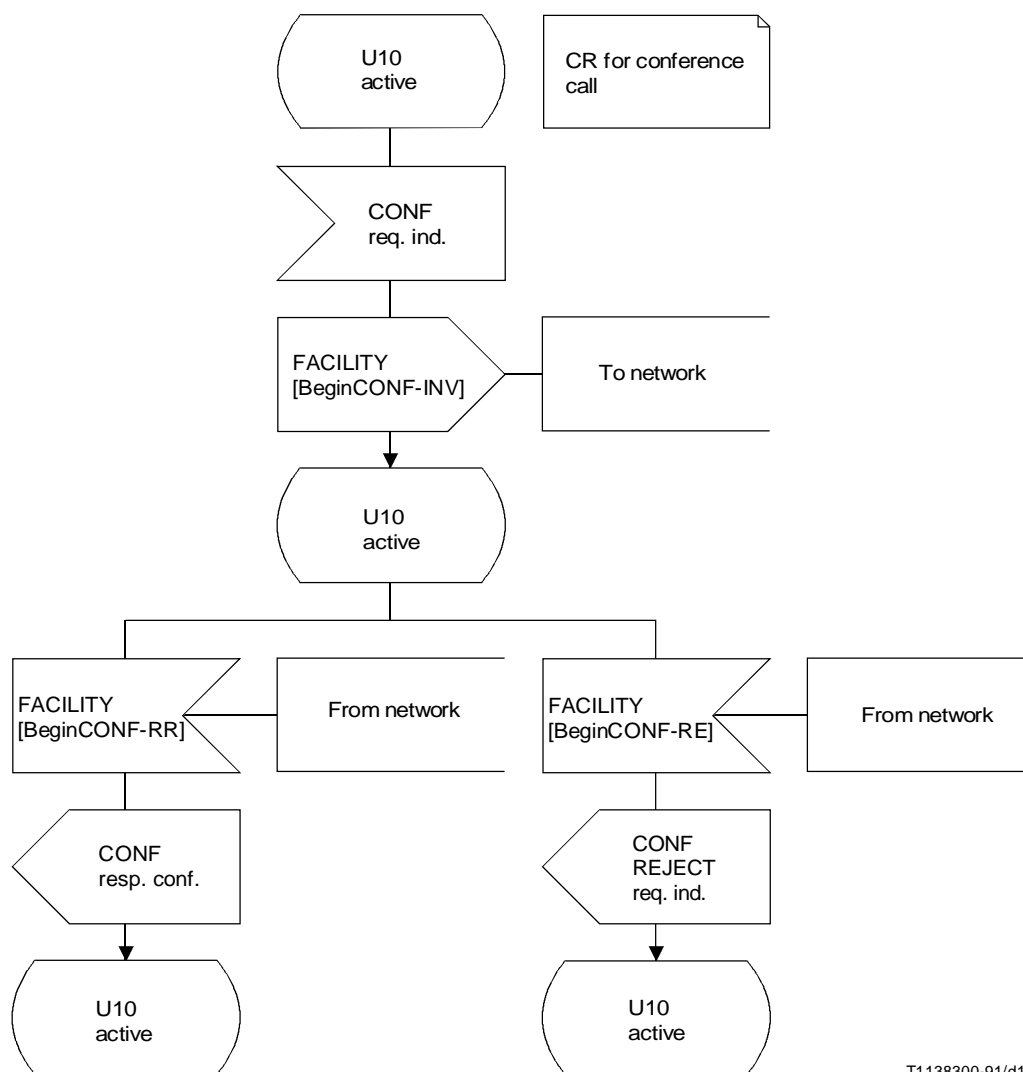 U10
active
CR for conference
call
CONF
req. ind.
FACILITY
[BeginCONF-INV]
To network
U10
active
FACILITY
[BeginCONF-RR]
From network
FACILITY
[BeginCONF-RE]
From network
CONF
resp. conf.
CONF
REJECT
req. ind.
U10
active
U10
active
T1138300-91/d1